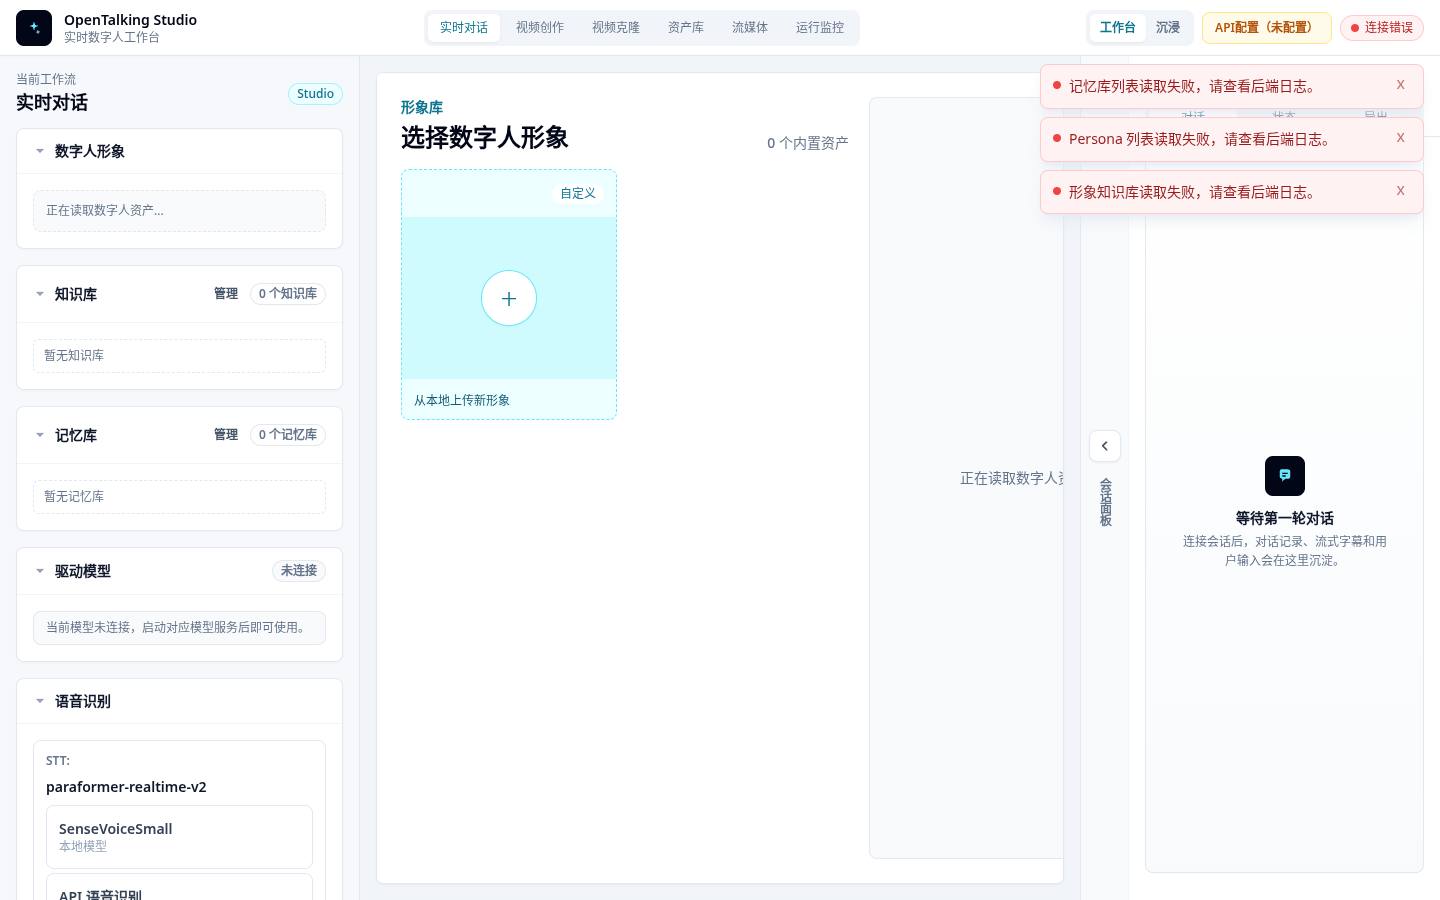 OpenTalking Studio
实时数字人工作台
实时对话
视频创作
视频克隆
资产库
流媒体
运行监控
工作台
沉浸
API配置（未配置）
连接错误
当前工作流
实时对话
Studio
数字人形象
正在读取数字人资产...
知识库
管理
0 个知识库
暂无知识库
记忆库
管理
0 个记忆库
暂无记忆库
驱动模型
未连接
当前模型未连接，启动对应模型服务后即可使用。
语音识别
STT:
paraformer-realtime-v2
SenseVoiceSmall
本地模型
API 语音识别
形象库
选择数字人形象
0 个内置资产
自定义
从本地上传新形象
正在读取数字人
会话面板
记忆库列表读取失败，请查看后端日志。
X
Persona 列表读取失败，请查看后端日志。
X
形象知识库读取失败，请查看后端日志。
X
对话
状态
导出
等待第一轮对话
连接会话后，对话记录、流式字幕和用
户输入会在这里沉淀。